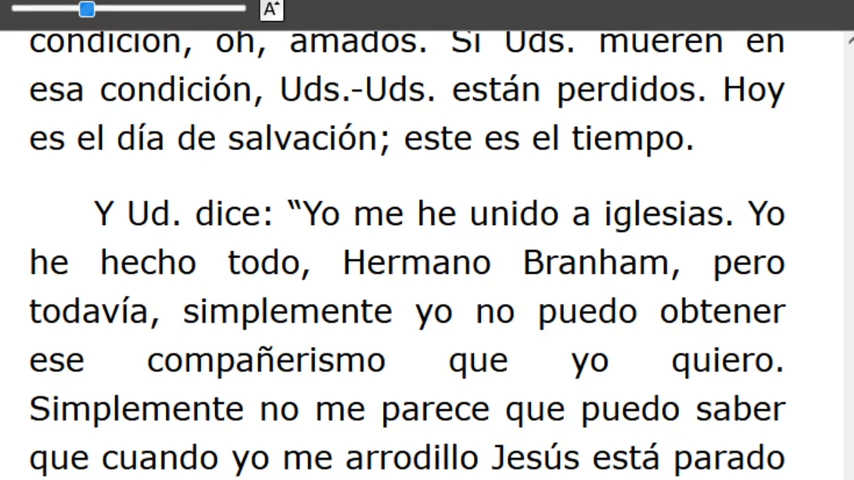 A
condición, oh, amados. Si Uds. mueren en
esa condición, Uds.-Uds. están perdidos. Hoy
es el día de salvación; este es el tiempo.
Y Ud. dice: “Yo me he unido a iglesias. Yo
he hecho todo, Hermano Branham, pero
todavía, simplemente yo no puedo obtener
ese compañerismo que yo quiero.
Simplemente no me parece que puedo saber
que cuando yo me arrodillo Jesús está parado